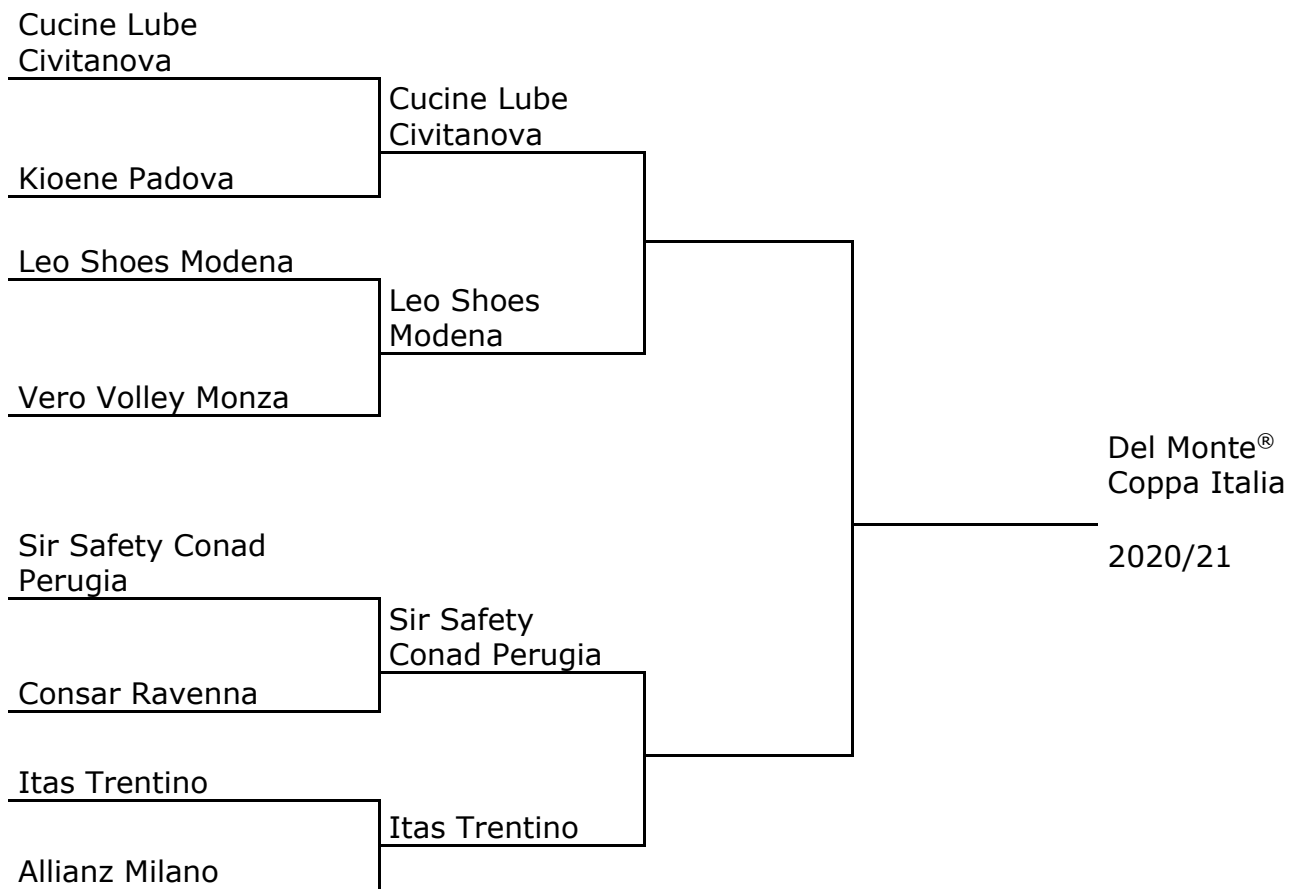 Cucine Lube
Civitanova
Cucine Lube
Civitanova
Kioene Padova
Leo Shoes Modena
Leo Shoes
Modena
Vero Volley Monza
Del Monte®
Coppa Italia
2020/21
Sir Safety Conad
Perugia
Sir Safety
Conad Perugia
Consar Ravenna
Itas Trentino
Itas Trentino
Allianz Milano